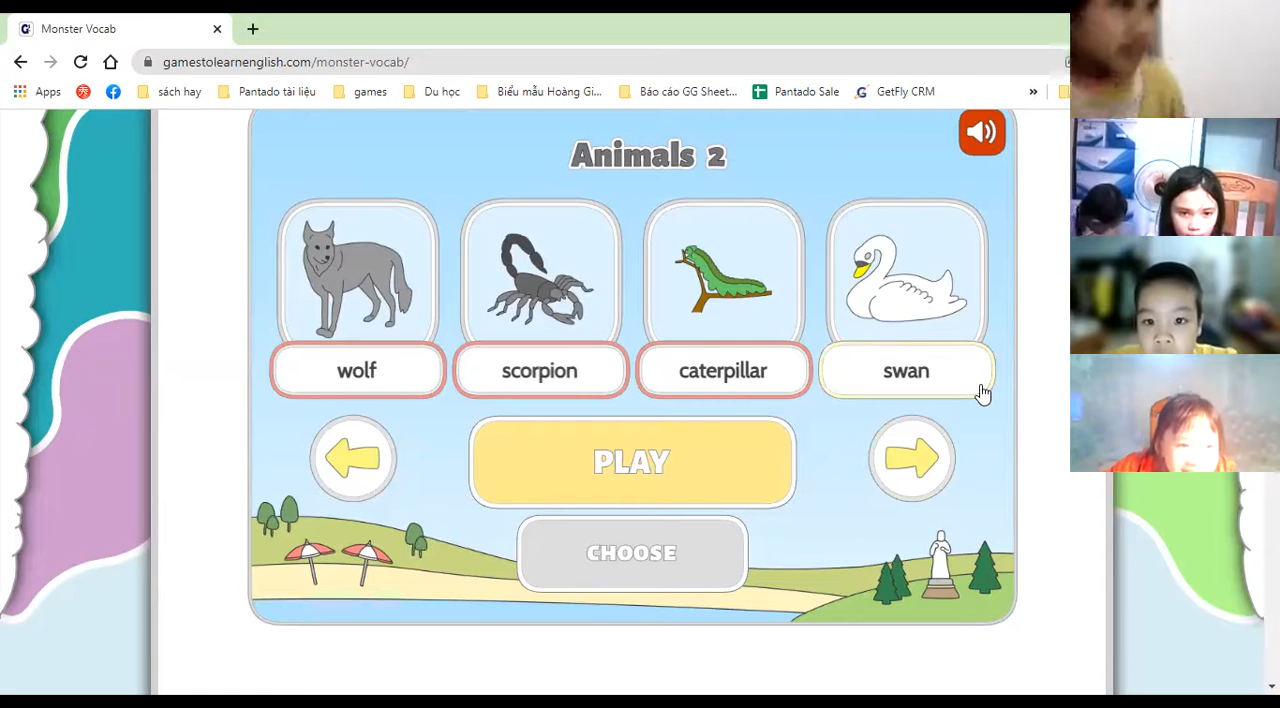 Monster Vocab
gamestolearnenglish.com/monster-vocab/
Apps sách hay Pantado tài liệu games Du học Biểu mẫu Hoàng Gi... Báo cáo GG Sheet... Pantado Sale GetFly CRM »
Animals 2
wolf scorpion caterpillar swan
PLAY
CHOOSE